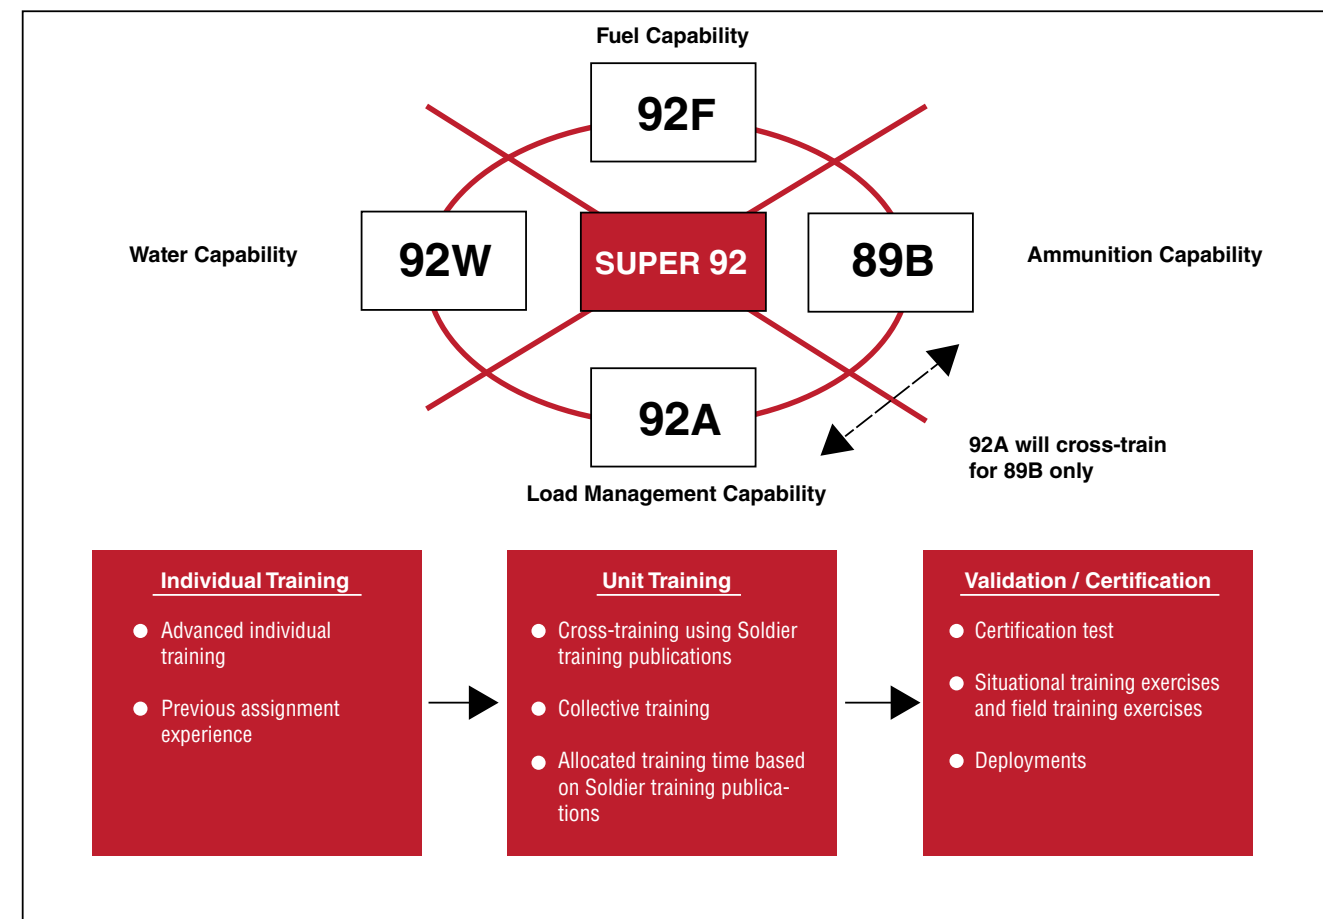 Fuel Capability
92F
Water Capability
92W
SUPER 92
89B
Ammunition Capability
92A
92A will cross-train
for 89B only
Load Management Capability
Individual Training
● Advanced individual
training
● Previous assignment
experience
Unit Training
● Cross-training using Soldier
training publications
● Collective training
● Allocated training time based
on Soldier training publica-
tions
Validation / Certification
● Certification test
● Situational training exercises
and field training exercises
● Deployments